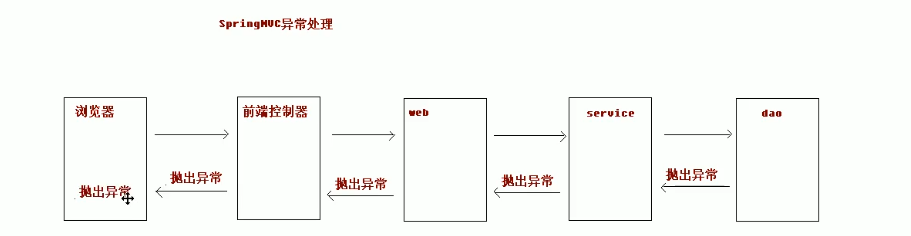 SpringMVC异常处理
浏览器
前端控制器
web
service
dao
抛出异常
抛出异常
抛出异常
抛出异常
抛出异常